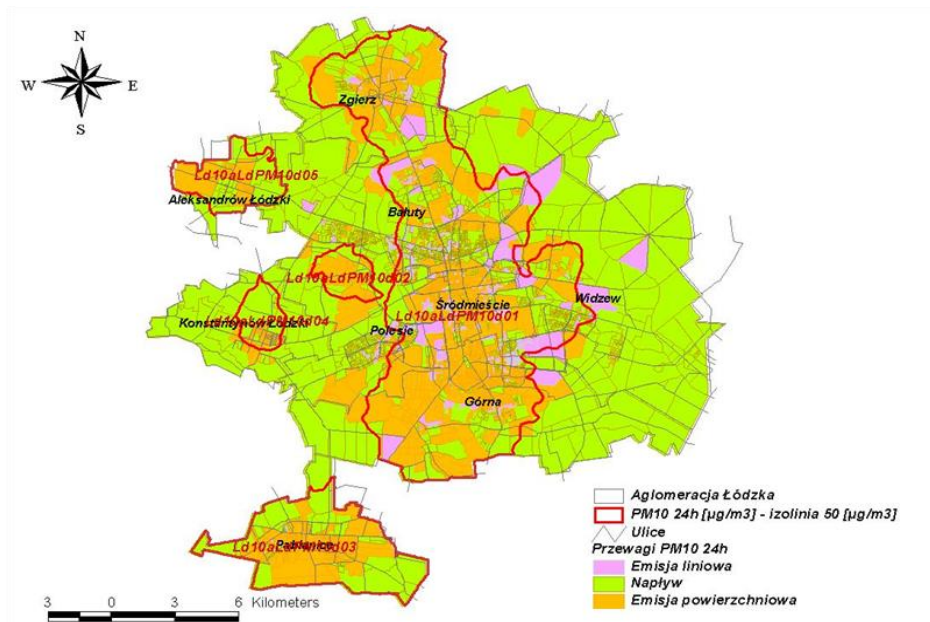 N
W E
S
Zgierz
Ld10aLdPM10d05
Aleksandrów Łódzki
Bałuty
Ld10aLdPM10d02
Śródmieście
Widzew
Ld10aLdPM10d01
Ld10aLdPM10d04
Konstantynów Łódzki
Polesie
Górna
Pabianice
Ld10aLdPM10d03
Aglomeracja Łódzka
PM10 24h [µg/m3] - izolinia 50 [µg/m3]
Ulice
Przewagi PM10 24h
Emisja liniowa
Napływ
Emisja powierzchniowa
3 0 3 6 Kilometers